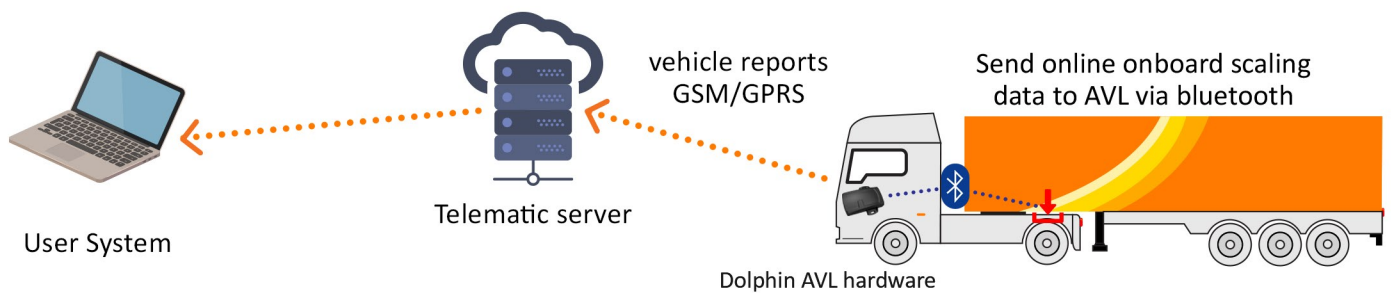 vehicle reports
GSM/GPRS
Send online onboard scaling
data to AVL via bluetooth
Telematic server
User System
Dolphin AVL hardware